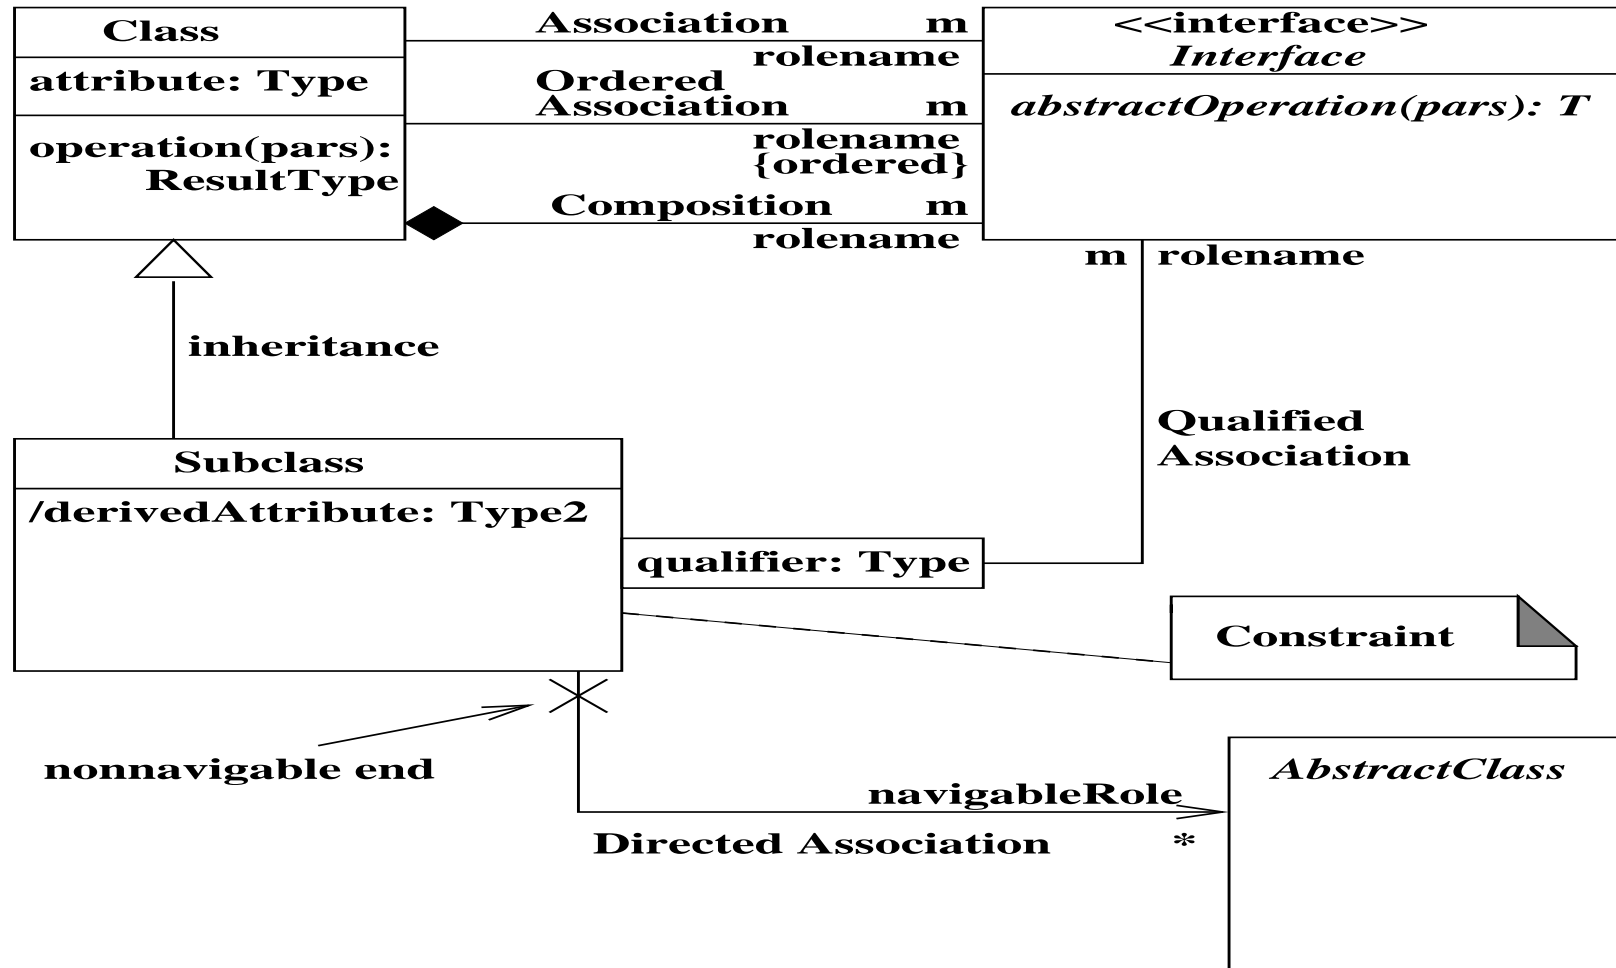 Class
attribute: Type
operation(pars):
ResultType
Association m
rolename
Ordered
Association m
rolename
{ordered}
Composition m
rolename
<<interface>>
Interface
abstractOperation(pars): T
m rolename
inheritance
Qualified
Association
Subclass
/derivedAttribute: Type2
qualifier: Type
Constraint
nonnavigable end
navigableRole
Directed Association *
AbstractClass